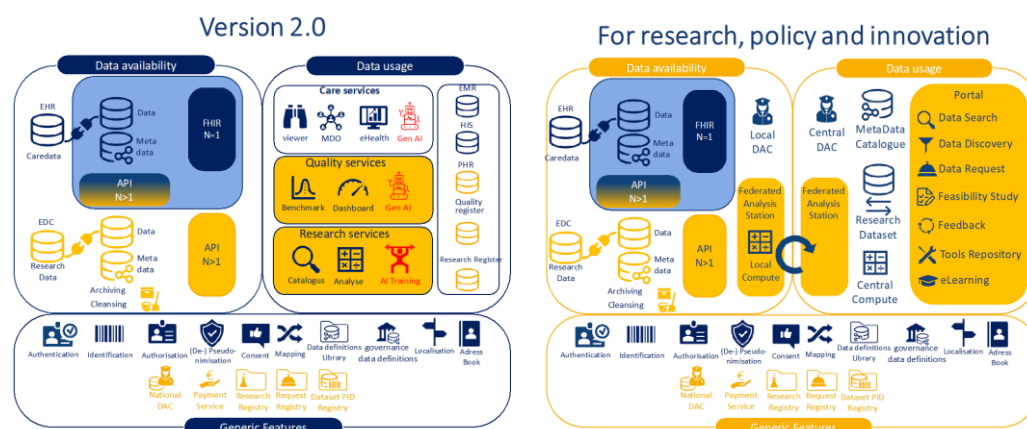 Version 2.0
Data availability
Data usage
EHR
Caredata
Data
Meta
data
FHIR
N=1
API
N>1
EDC
Research
Data
Data
Meta
data
API
N>1
Archiving
Cleansing
Care services
viewer
MDO
eHealth
Gen AI
Quality services
Benchmark
Dashboard
Gen AI
Research services
Catalogus
Analyse
AI Training
EMR
HIS
PHR
Quality
register
Research Register
Authentication
Identification
Authorisation
(De-) Pseudo-
nimisation
Consent
Mapping
Data definitions
Library
governance
data definitions
Localisation
Adress
Book
National
DAC
Payment
Service
Research
Registry
Request
Registry
Dataset PID
Registry
Generic Features
For research, policy and innovation
Data availability
Data usage
EHR
Caredata
Data
Meta
data
FHIR
N=1
API
N>1
EDC
Research
Data
Data
Meta
data
API
N>1
Archiving
Cleansing
Local
DAC
Federated
Analysis
Station
Local
Compute
Central
DAC
Federated
Analysis
Station
MetaData
Catalogue
Research
Dataset
Central
Compute
Portal
Data Search
Data Discovery
Data Request
Feasibility Study
Feedback
Tools Repository
eLearning
Authentication
Identification
Authorisation
(De-) Pseudo-
nimisation
Consent
Mapping
Data definitions
Library
governance
data definitions
Localisation
Adress
Book
National
DAC
Payment
Service
Research
Registry
Request
Registry
Dataset PID
Registry
Generic Features